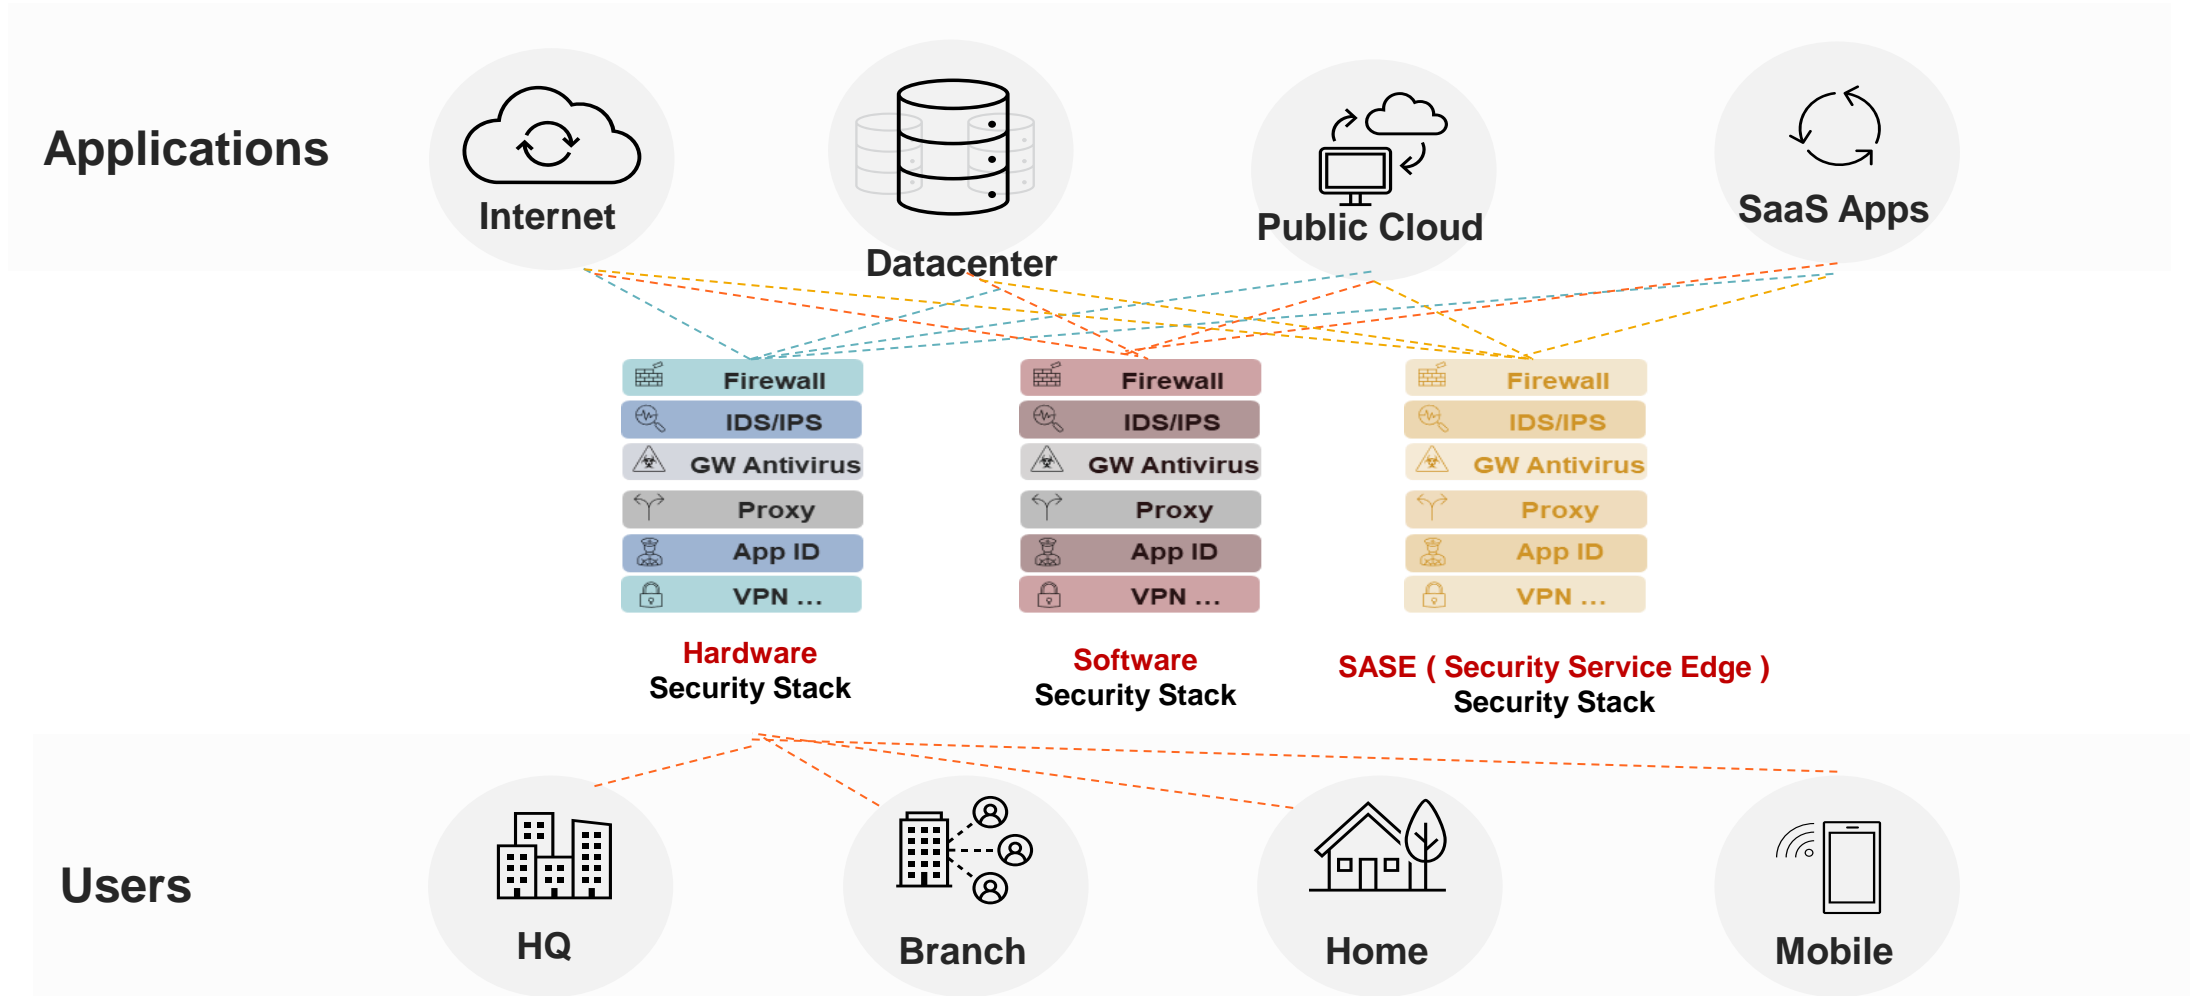 Applications
Internet
Datacenter
Public Cloud
SaaS Apps
Firewall
IDS/IPS
GW Antivirus
Proxy
App ID
VPN ...
Hardware
Security Stack
Firewall
IDS/IPS
GW Antivirus
Proxy
App ID
VPN ...
Software
Security Stack
Firewall
IDS/IPS
GW Antivirus
Proxy
App ID
VPN ...
SASE ( Security Service Edge )
Security Stack
Users
HQ
Branch
Home
Mobile